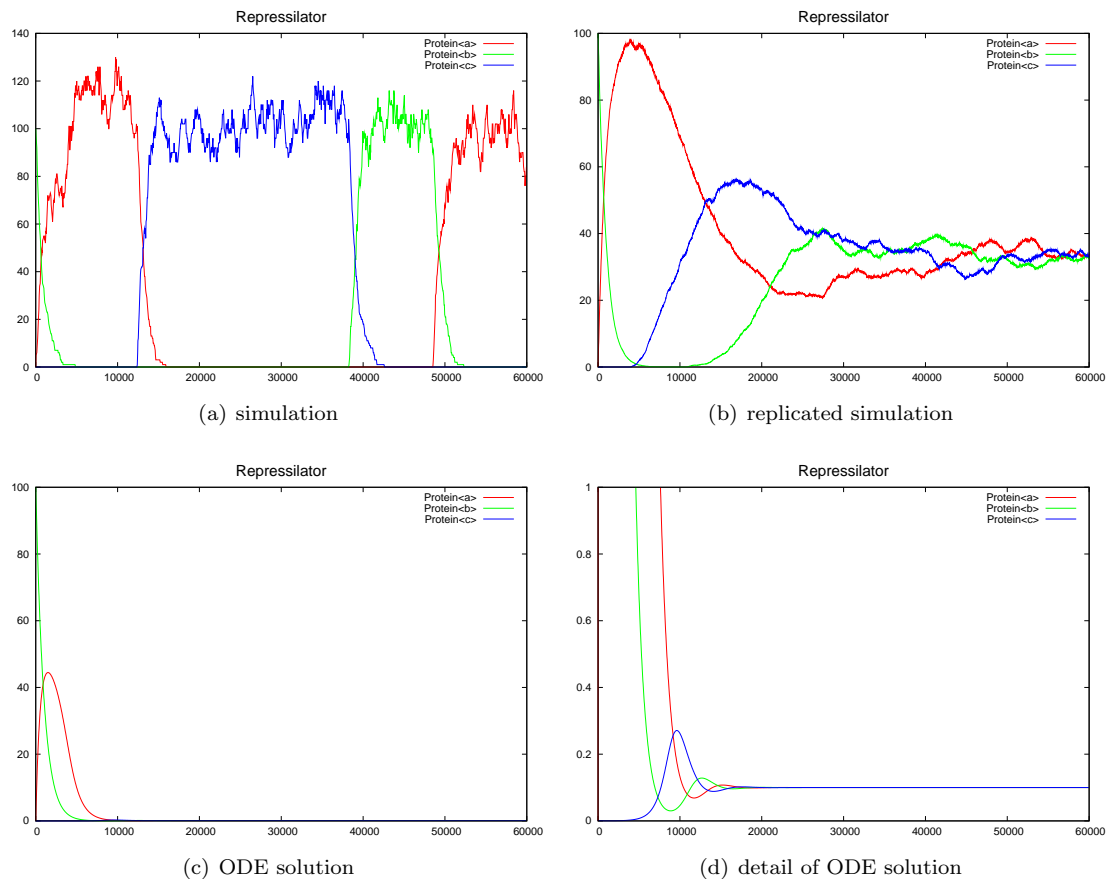 Repressilator
Protein<a>
Protein<b>
Protein<c>
140
120
100
80
60
40
20
0
0 10000 20000 30000 40000 50000 60000
(a) simulation
Repressilator
Protein<a>
Protein<b>
Protein<c>
100
80
60
40
20
0
0 10000 20000 30000 40000 50000 60000
(b) replicated simulation
Repressilator
Protein<a>
Protein<b>
Protein<c>
100
80
60
40
20
0
0 10000 20000 30000 40000 50000 60000
(c) ODE solution
Repressilator
Protein<a>
Protein<b>
Protein<c>
1
0.8
0.6
0.4
0.2
0
0 10000 20000 30000 40000 50000 60000
(d) detail of ODE solution